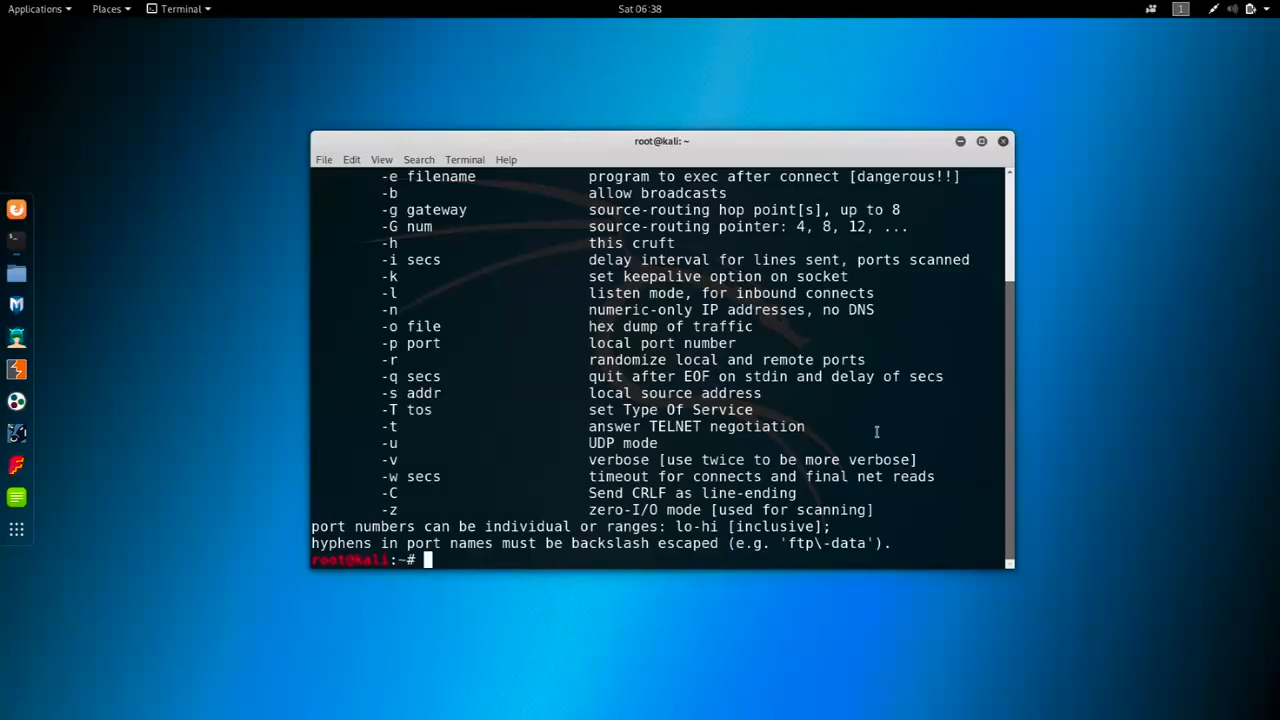 Applications Places Terminal Sat 06:38 1
root@kali: ~
File Edit View Search Terminal Help
-e filename program to exec after connect [dangerous!!]
-b allow broadcasts
-g gateway source-routing hop point[s], up to 8
-G num source-routing pointer: 4, 8, 12, ...
-h this cruft
-i secs delay interval for lines sent, ports scanned
-k set keepalive option on socket
-l listen mode, for inbound connects
-n numeric-only IP addresses, no DNS
-o file hex dump of traffic
-p port local port number
-r randomize local and remote ports
-q secs quit after EOF on stdin and delay of secs
-s addr local source address
-T tos set Type Of Service
-t answer TELNET negotiation
-u UDP mode
-v verbose [use twice to be more verbose]
-w secs timeout for connects and final net reads
-C Send CRLF as line-ending
-z zero-I/O mode [used for scanning]
port numbers can be individual or ranges: lo-hi [inclusive];
hyphens in port names must be backslash escaped (e.g. 'ftp\-data').
root@kali:~#